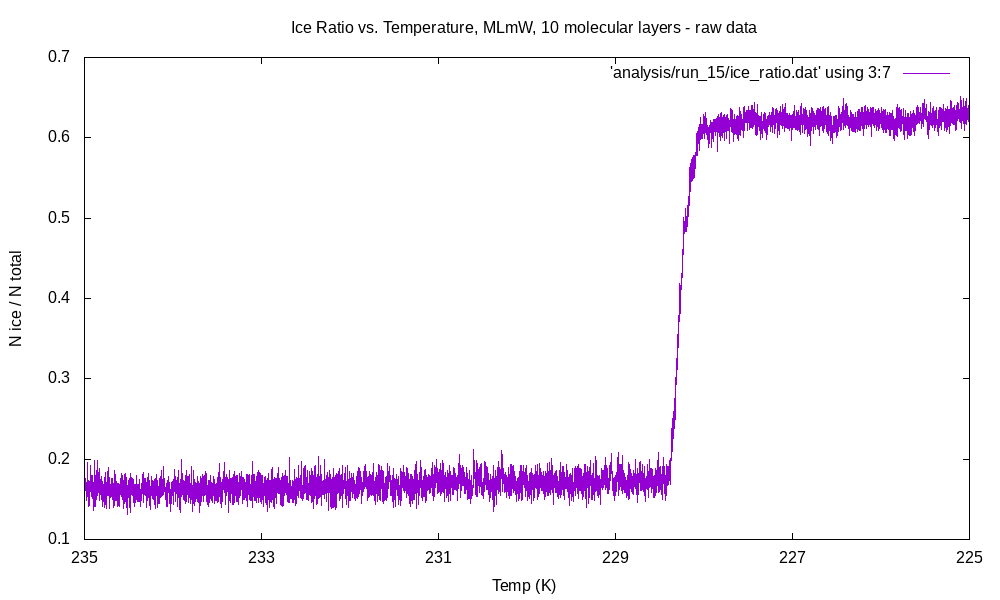 Ice Ratio vs. Temperature, MLmW, 10 molecular layers - raw data
'analysis/run_15/ice_ratio.dat' using 3:7
N ice / N total
0.7
0.6
0.5
0.4
0.3
0.2
0.1
235 233 231 229 227 225
Temp (K)